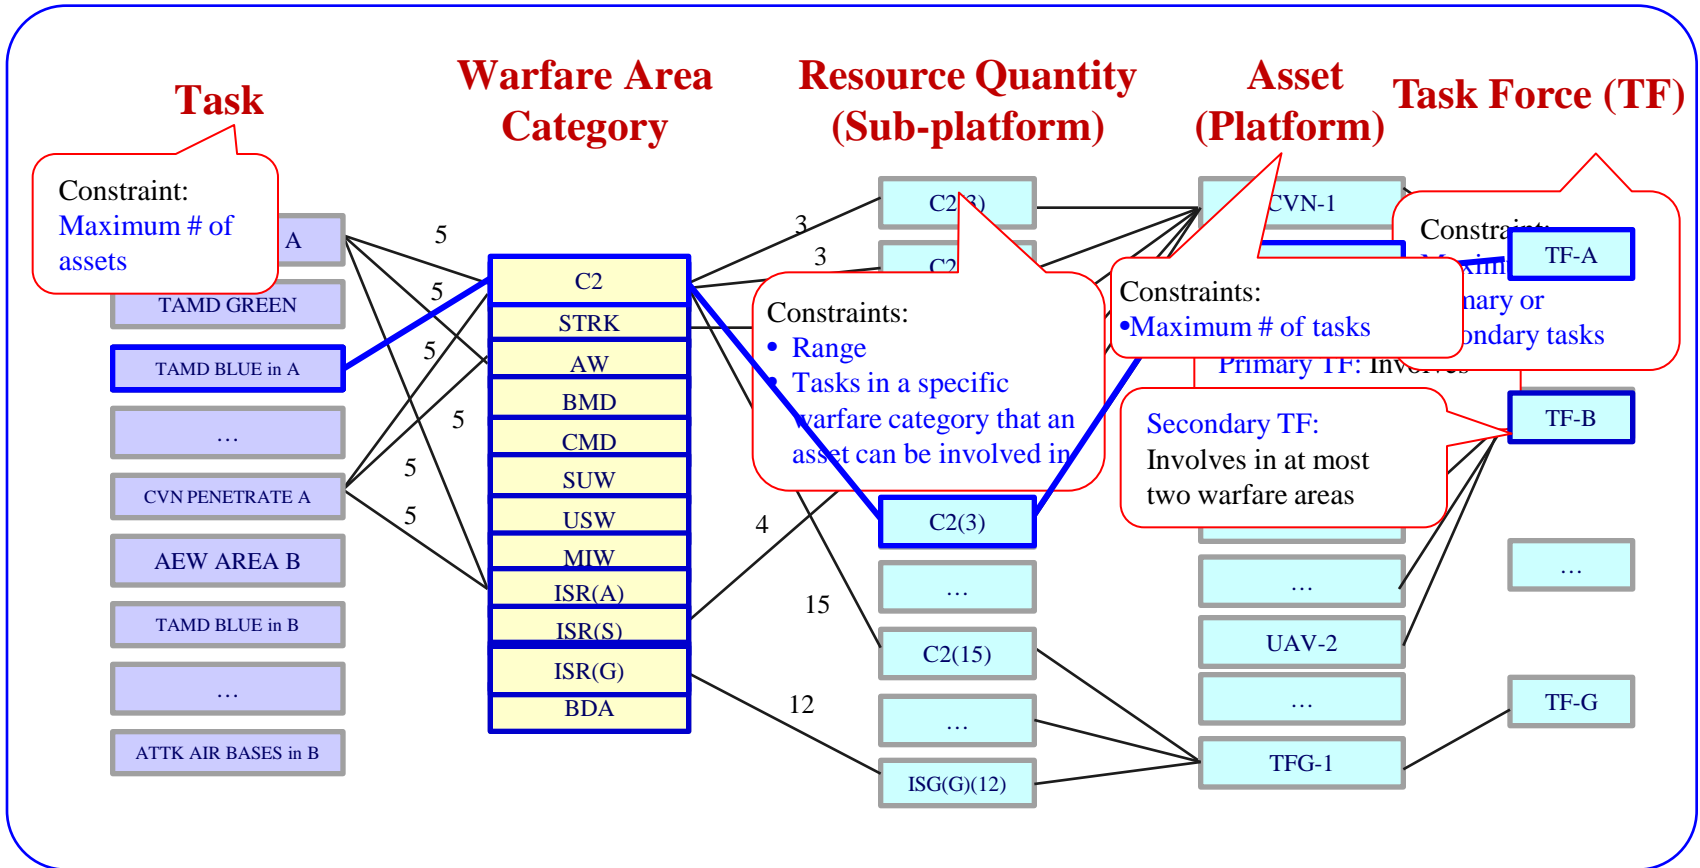 Task
Warfare Area
Category
Resource Quantity
(Sub-platform)
Asset
(Platform)
Task Force (TF)
Constraint:
Maximum # of
assets
A
TAMD GREEN
TAMD BLUE in A
…
CVN PENETRATE A
AEW AREA B
TAMD BLUE in B
…
ATTK AIR BASES in B
5
5
5
5
5
5
C2
STRK
AW
BMD
CMD
SUW
USW
MIW
ISR(A)
ISR(S)
ISR(G)
BDA
3
3
4
15
12
C2(3)
C2
Constraints:
• Range
• Tasks in a specific
warfare category that an
asset can be involved in
C2(3)
…
C2(15)
…
ISG(G)(12)
CVN-1
Constraints:
•Maximum # of tasks
Primary TF: Involves
Secondary TF:
Involves in at most
two warfare areas
…
UAV-2
…
TFG-1
Constraint:
TF-A
TF-B
…
TF-G